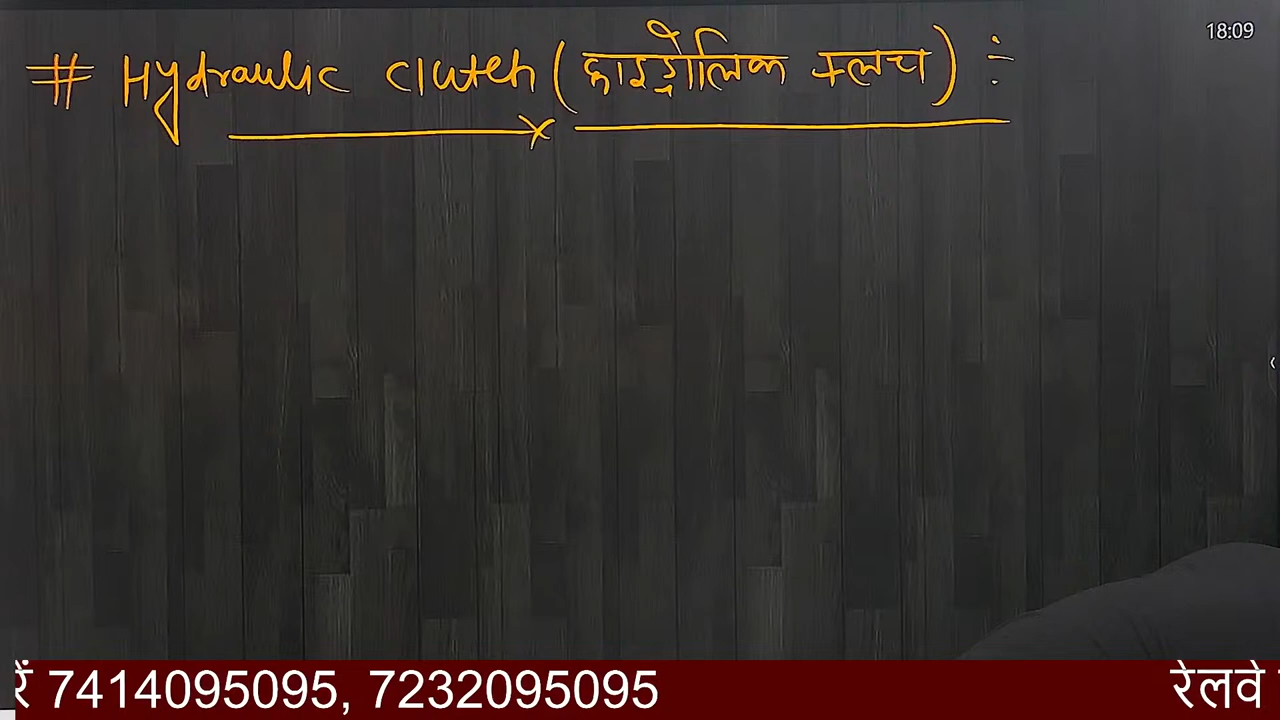 18:09
# Hydraulic Clutch (हाइड्रोलिक क्लच) :-
रें 7414095095, 7232095095 रेलवे